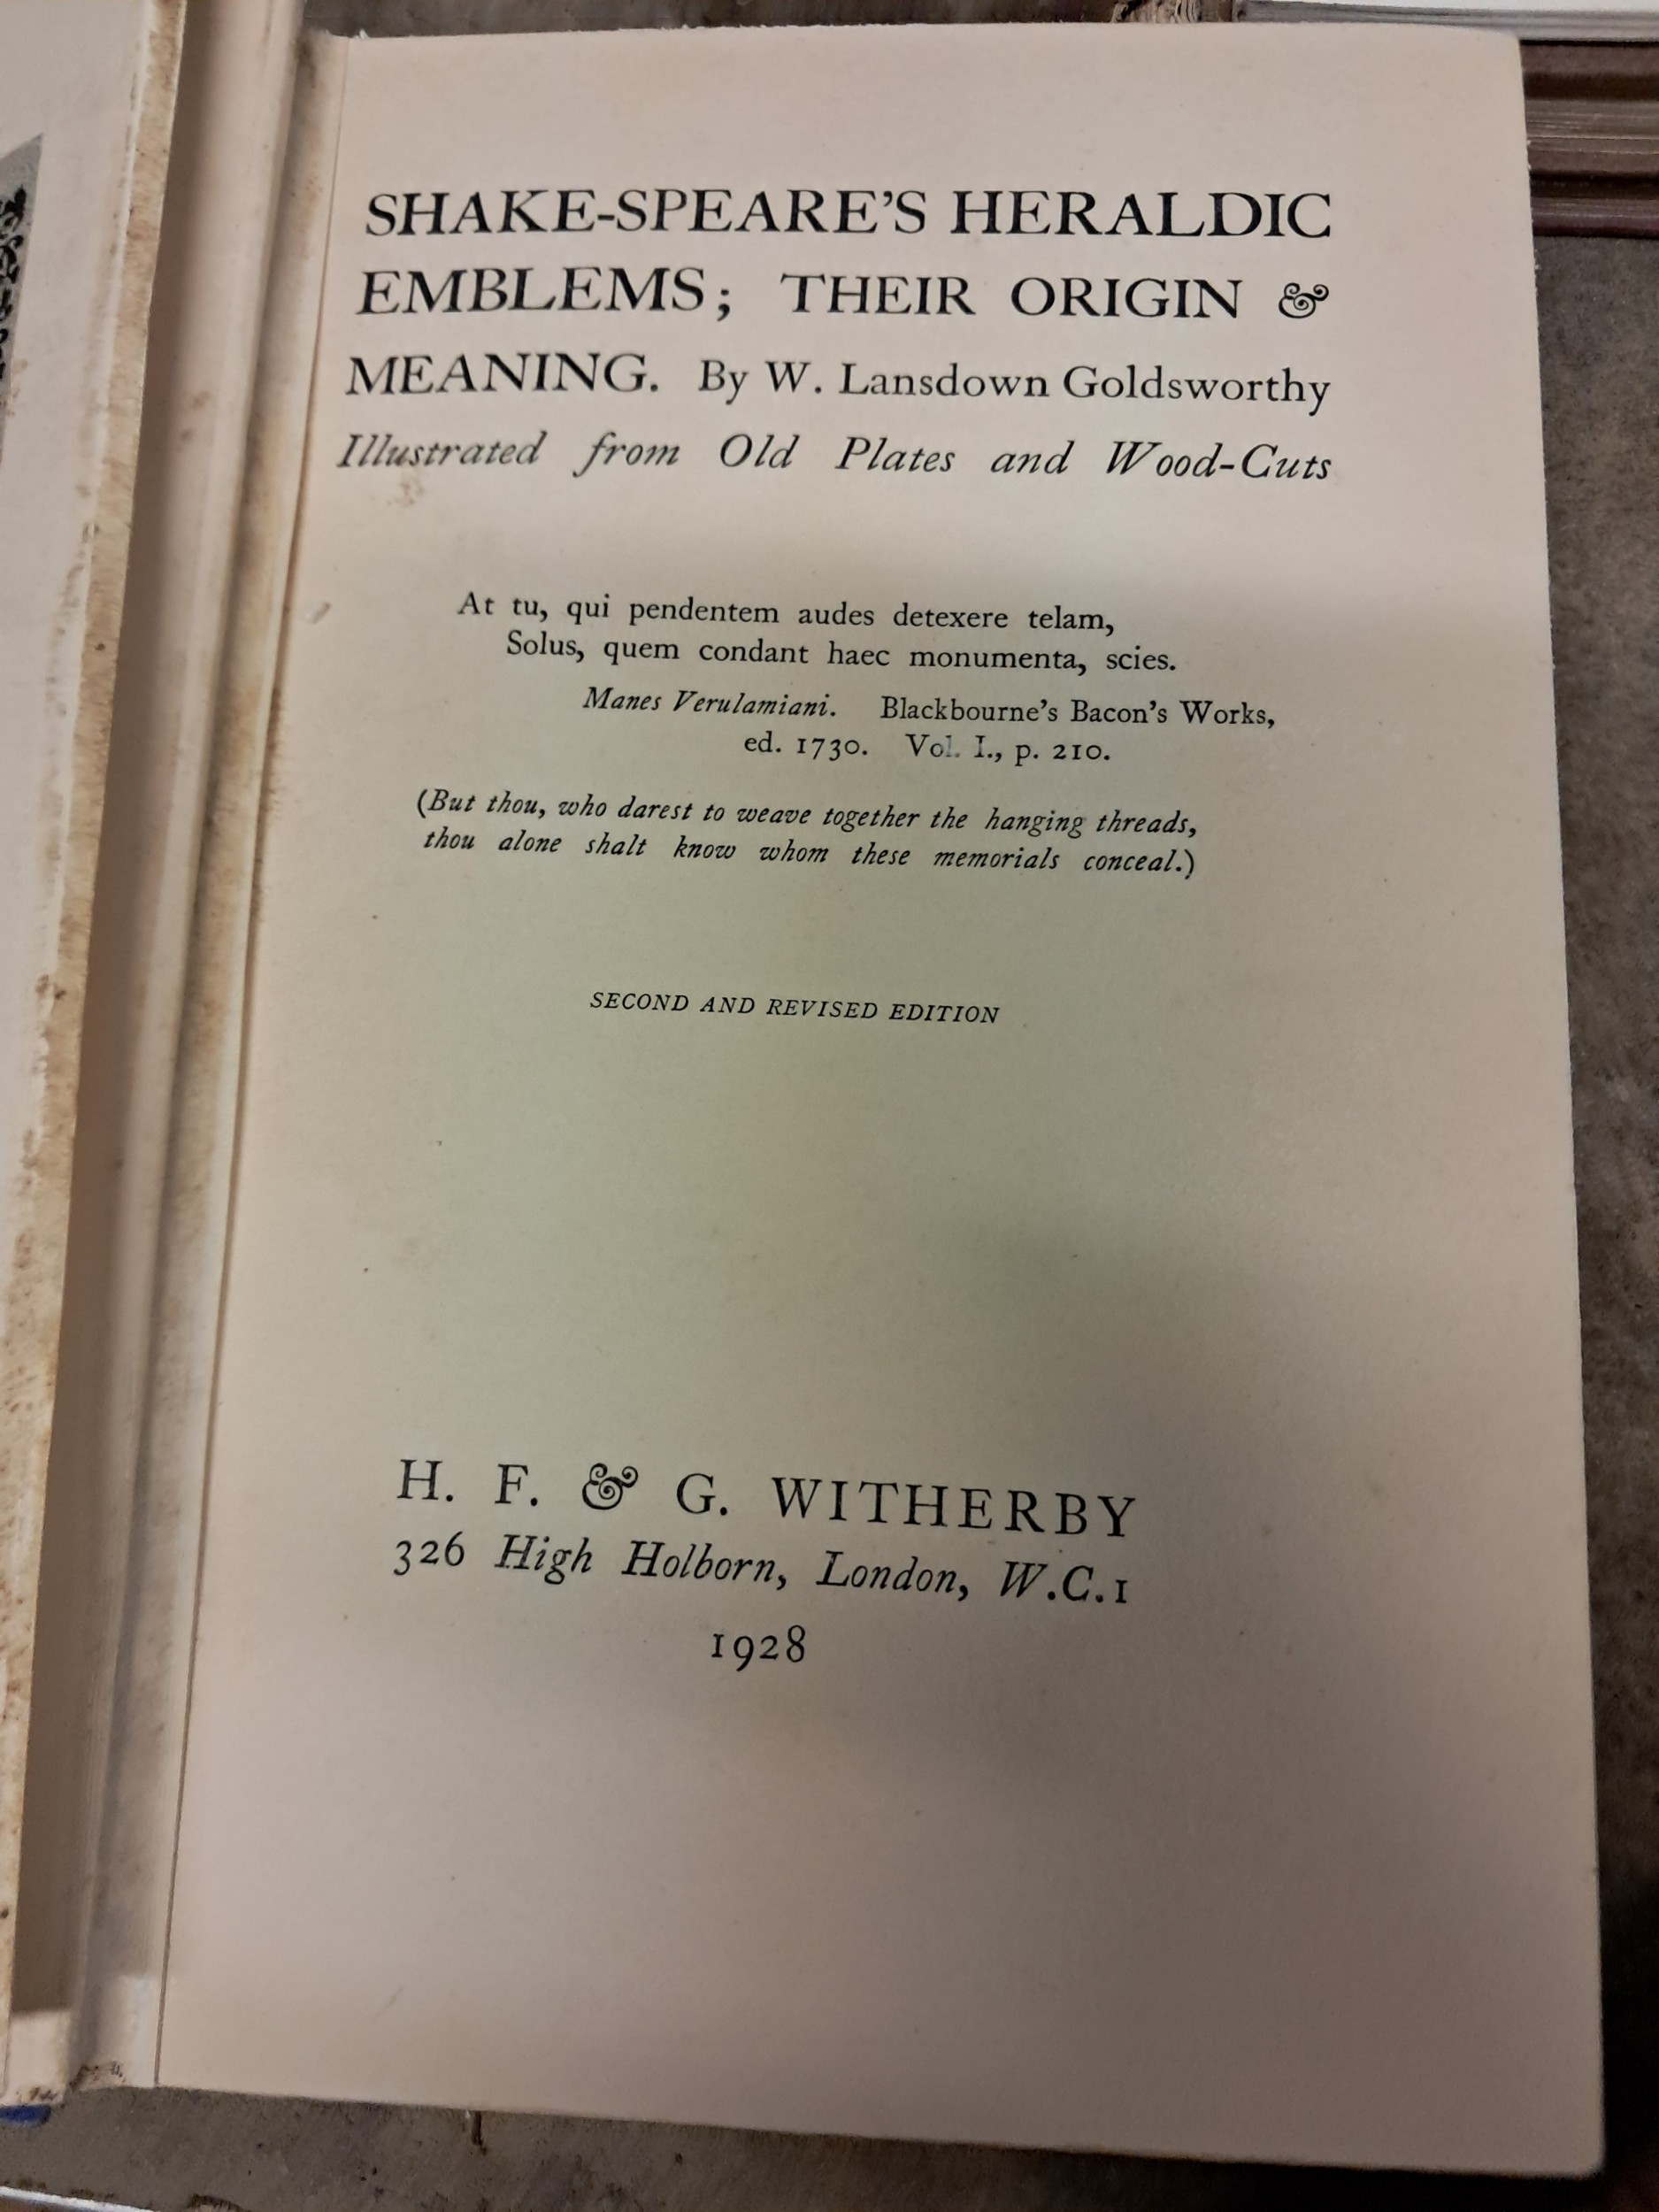 SHAKE-SPEARE'S HERALDIC
EMBLEMS; THEIR ORIGIN &
MEANING. By W. Lansdown Goldsworthy
Illustrated from Old Plates and Wood-Cuts
At tu, qui pendentem audes detexere telam,
Solus, quem condant haec monumenta, scies.
Manes Verulamiani. Blackbourne's Bacon's Works,
ed. 1730. Vol. I., p. 210.
(But thou, who darest to weave together the hanging threads,
thou alone shalt know whom these memorials conceal.)
SECOND AND REVISED EDITION
H. F. & G. WITHERBY
326 High Holborn, London, W.C.1
1928